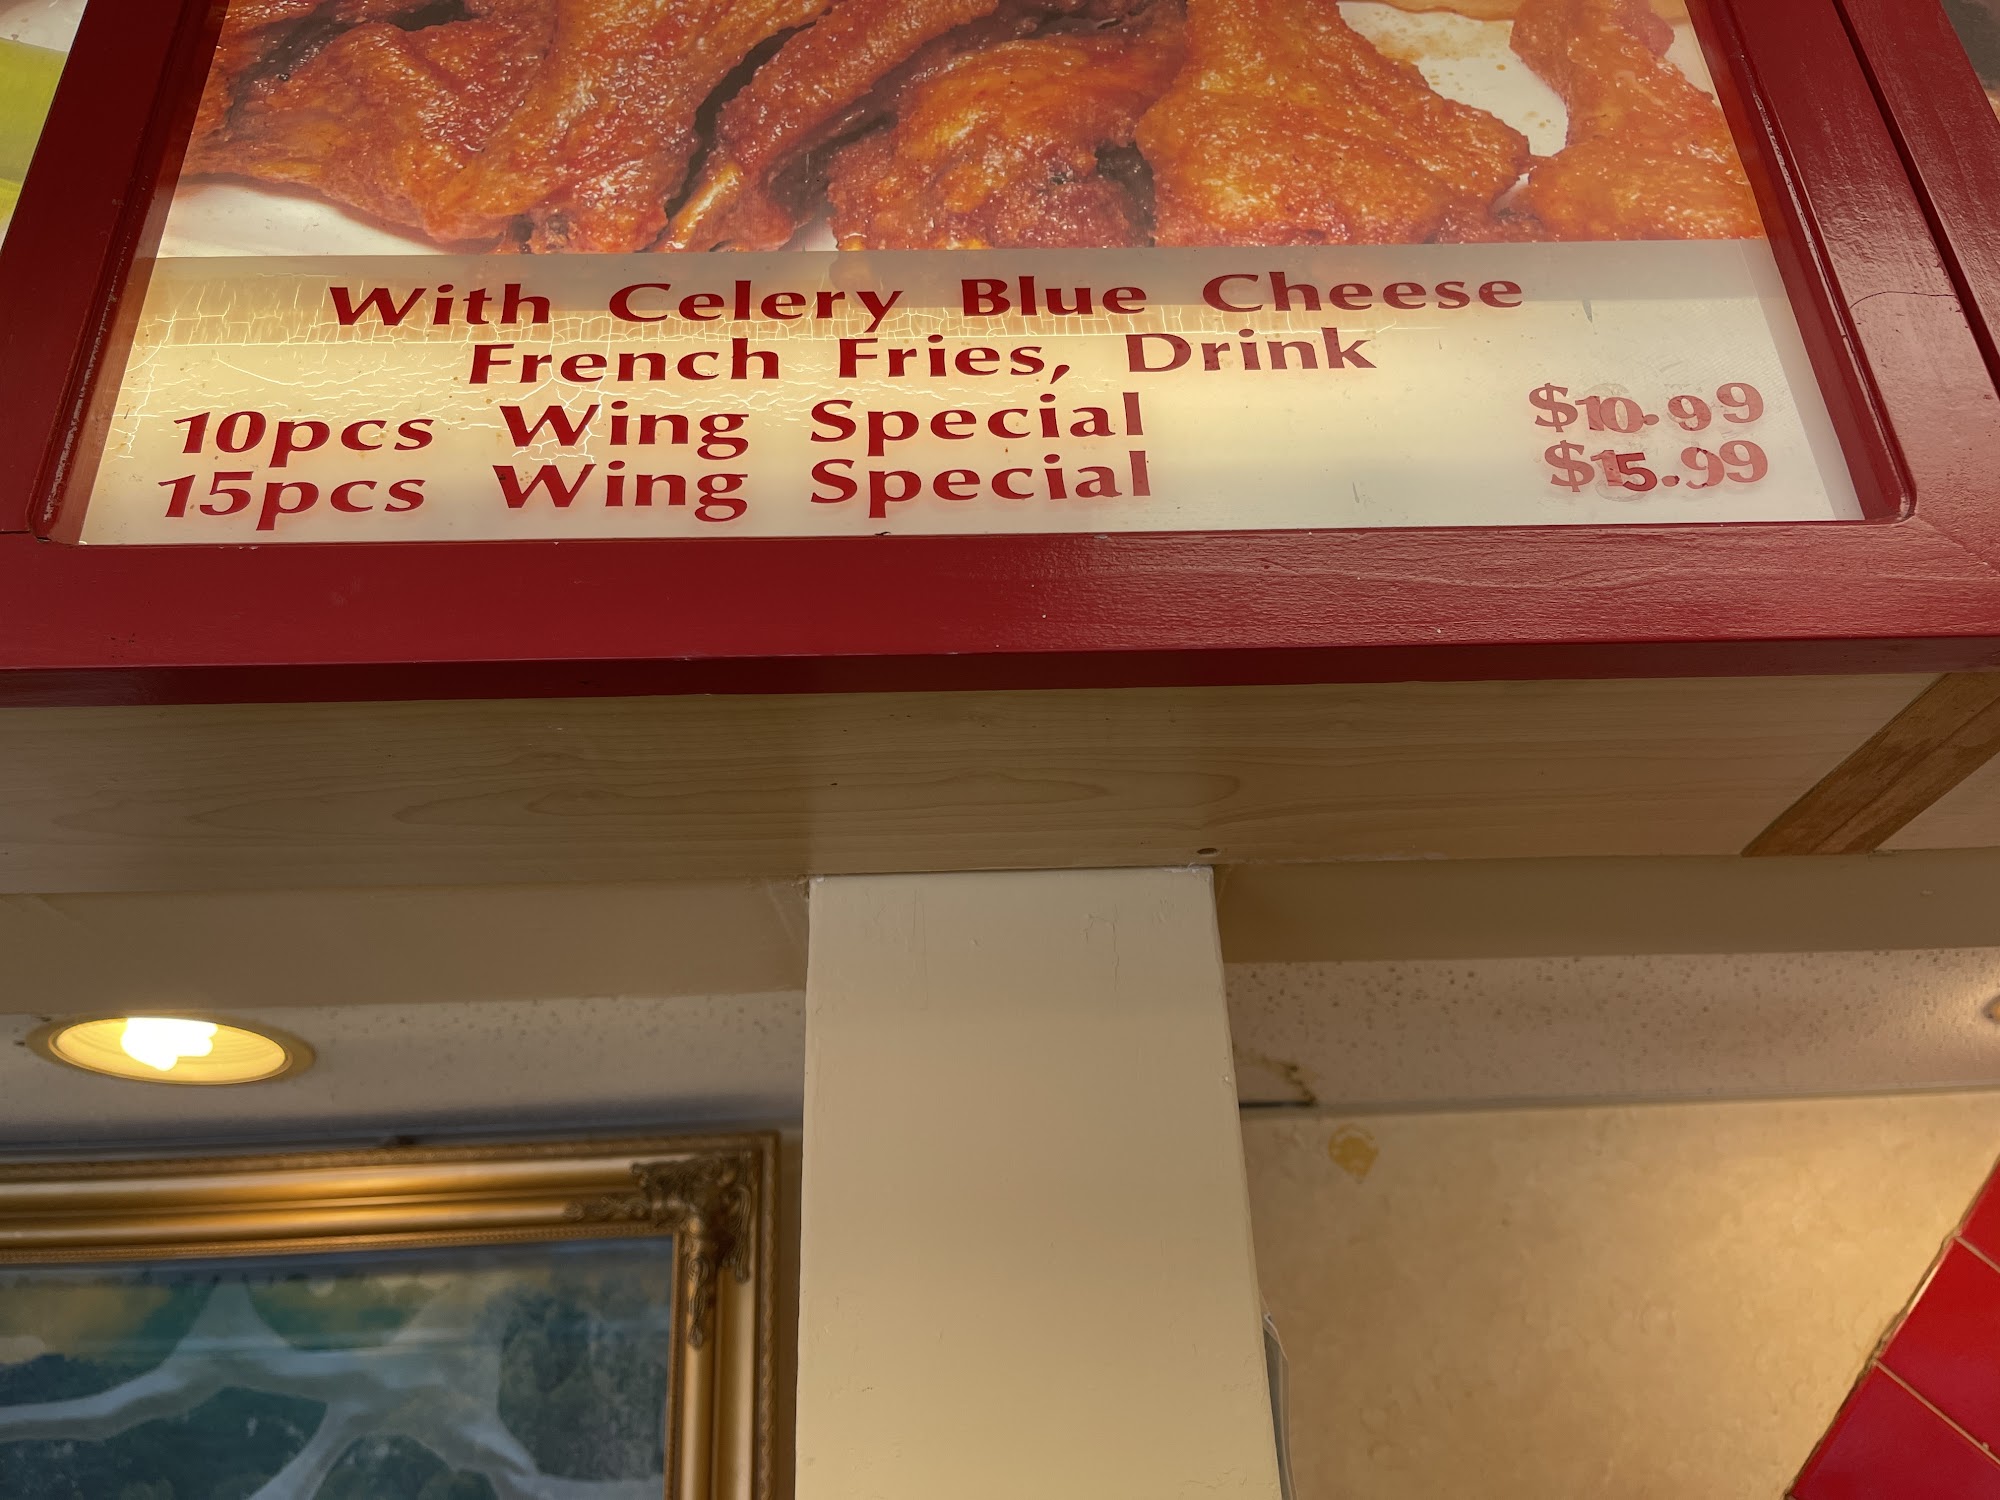 With Celery Blue Cheese
French Fries, Drink
10pcs Wing Special $10.99
15pcs Wing Special $15.99